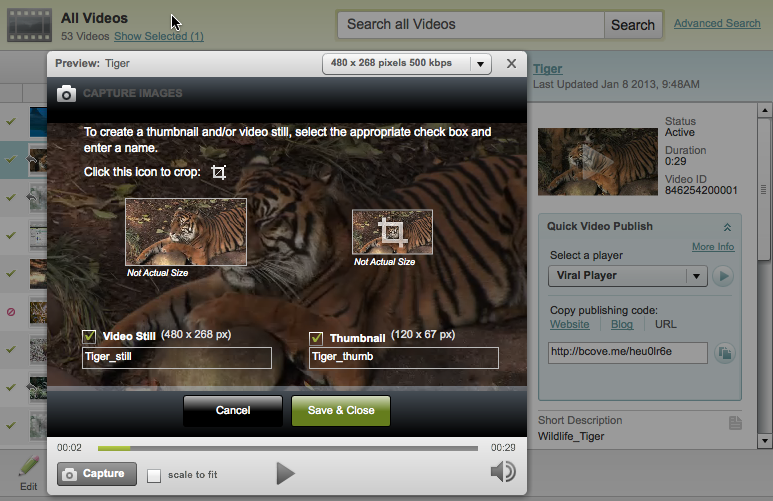 All Videos
53 Videos Show Selected (1)
Search all Videos
Search
Advanced Search
Preview: Tiger
480 x 268 pixels 500 kbps
X
CAPTURE IMAGES
To create a thumbnail and/or video still, select the appropriate check box and
enter a name.
Click this icon to crop:
Not Actual Size
Not Actual Size
Video Still (480 x 268 px)
Tiger_still
Thumbnail (120 x 67 px)
Tiger_thumb
Cancel
Save & Close
00:02
00:29
Capture
scale to fit
Edit
Tiger
Last Updated Jan 8 2013, 9:48AM
Status
Active
Duration
0:29
Video ID
846254200001
Quick Video Publish
More Info
Select a player
Viral Player
Copy publishing code:
Website Blog URL
http://bcove.me/heu0lr6e
Short Description
Wildlife_Tiger